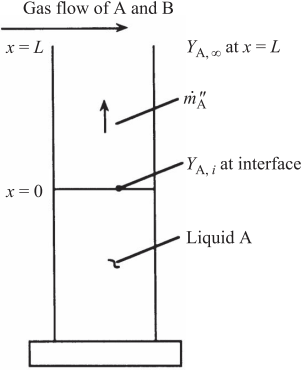 Gas flow of A and B
x = L
Y_A, ∞ at x = L
ṁ″_A
Y_A, i at interface
x = 0
Liquid A